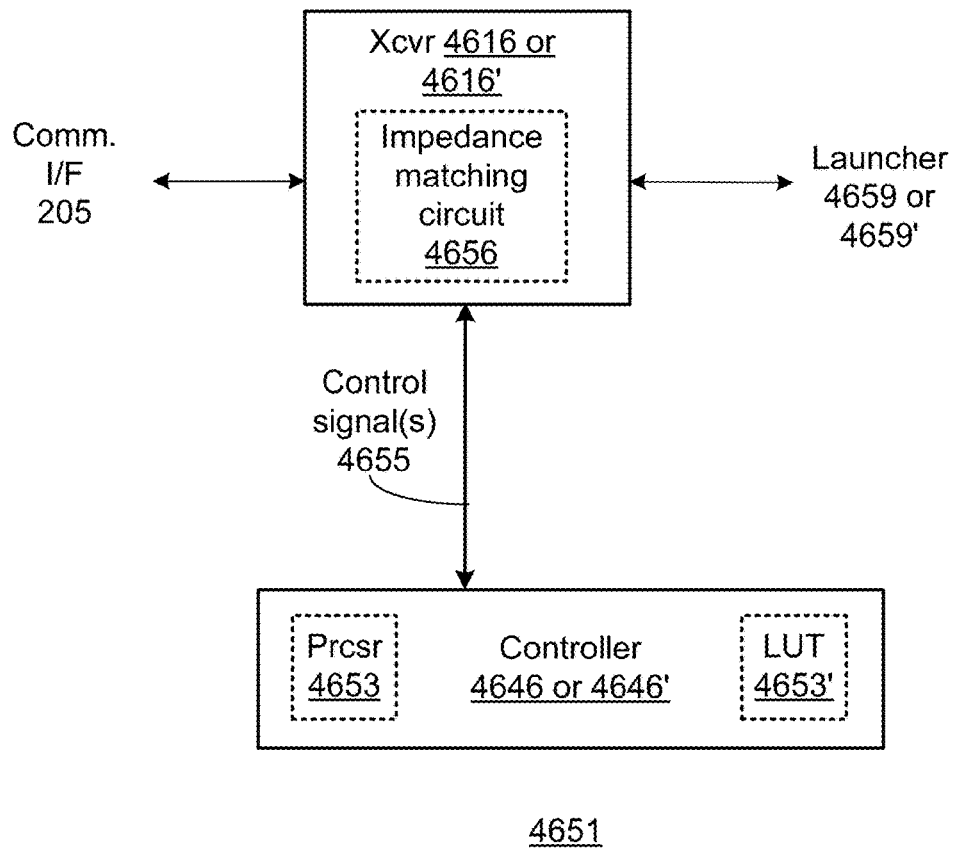 Xcvr 4616 or
4616'
Impedance
matching
circuit
4656
Comm.
I/F
205
Launcher
4659 or
4659'
Control
signal(s)
4655
Prcsr
4653
Controller
4646 or 4646'
LUT
4653'
4651